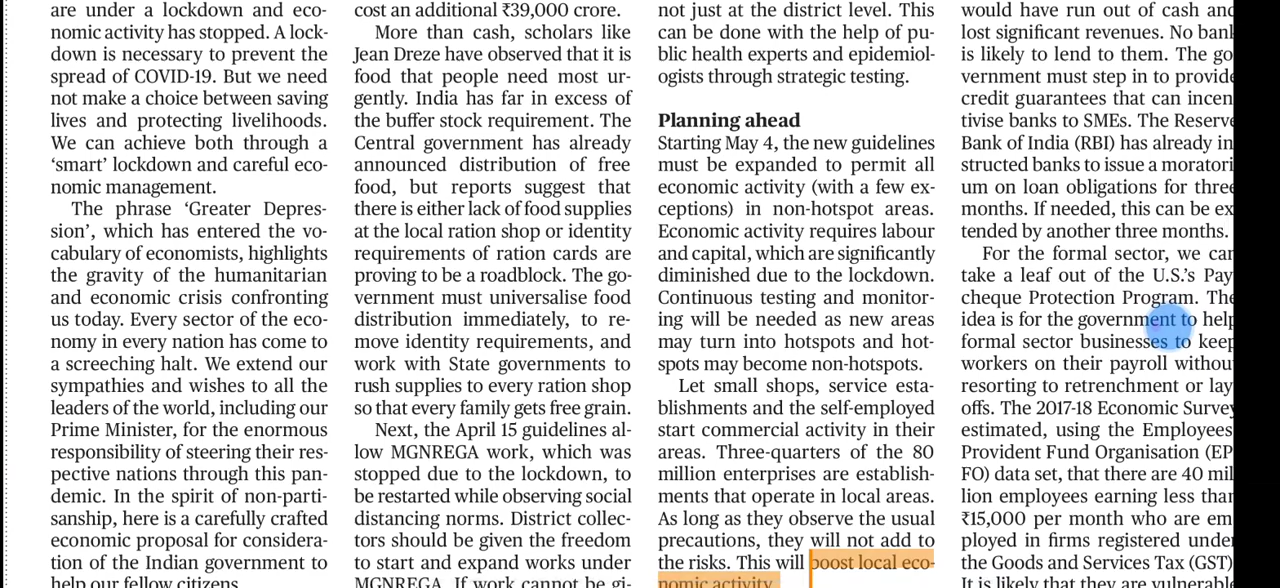 are under a lockdown and eco-
nomic activity has stopped. A lock-
down is necessary to prevent the
spread of COVID-19. But we need
not make a choice between saving
lives and protecting livelihoods.
We can achieve both through a
‘smart’ lockdown and careful eco-
nomic management.
The phrase ‘Greater Depres-
sion’, which has entered the vo-
cabulary of economists, highlights
the gravity of the humanitarian
and economic crisis confronting
us today. Every sector of the eco-
nomy in every nation has come to
a screeching halt. We extend our
sympathies and wishes to all the
leaders of the world, including our
Prime Minister, for the enormous
responsibility of steering their res-
pective nations through this pan-
demic. In the spirit of non-parti-
sanship, here is a carefully crafted
economic proposal for considera-
tion of the Indian government to
help our fellow citizens.
cost an additional ₹39,000 crore.
More than cash, scholars like
Jean Dreze have observed that it is
food that people need most ur-
gently. India has far in excess of
the buffer stock requirement. The
Central government has already
announced distribution of free
food, but reports suggest that
there is either lack of food supplies
at the local ration shop or identity
requirements of ration cards are
proving to be a roadblock. The go-
vernment must universalise food
distribution immediately, to re-
move identity requirements, and
work with State governments to
rush supplies to every ration shop
so that every family gets free grain.
Next, the April 15 guidelines al-
low MGNREGA work, which was
stopped due to the lockdown, to
be restarted while observing social
distancing norms. District collec-
tors should be given the freedom
to start and expand works under
MGNREGA. If work cannot be gi-
not just at the district level. This
can be done with the help of pu-
blic health experts and epidemiol-
ogists through strategic testing.
Planning ahead
Starting May 4, the new guidelines
must be expanded to permit all
economic activity (with a few ex-
ceptions) in non-hotspot areas.
Economic activity requires labour
and capital, which are significantly
diminished due to the lockdown.
Continuous testing and monitor-
ing will be needed as new areas
may turn into hotspots and hot-
spots may become non-hotspots.
Let small shops, service esta-
blishments and the self-employed
start commercial activity in their
areas. Three-quarters of the 80
million enterprises are establish-
ments that operate in local areas.
As long as they observe the usual
precautions, they will not add to
the risks. This will boost local eco-
nomic activity.
would have run out of cash and
lost significant revenues. No bank
is likely to lend to them. The go
vernment must step in to provide
credit guarantees that can incen
tivise banks to SMEs. The Reserve
Bank of India (RBI) has already in
structed banks to issue a moratori
um on loan obligations for three
months. If needed, this can be ex
tended by another three months.
For the formal sector, we can
take a leaf out of the U.S.’s Pay
cheque Protection Program. The
idea is for the government to help
formal sector businesses to keep
workers on their payroll withou
resorting to retrenchment or lay
offs. The 2017-18 Economic Survey
estimated, using the Employees
Provident Fund Organisation (EP
FO) data set, that there are 40 mil
lion employees earning less than
₹15,000 per month who are em
ployed in firms registered under
the Goods and Services Tax (GST)
It is likely that they are vulnerable